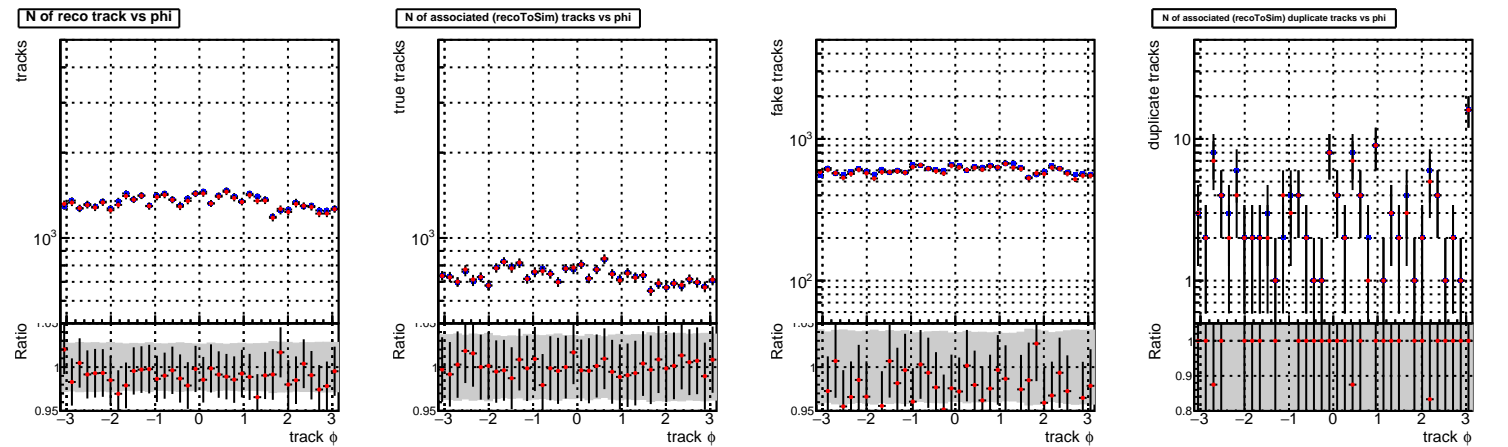 N of reco track vs phi
tracks
10³
Ratio
1.05
1
0.95
−3 −2 −1 0 1 2 3
track ϕ
N of associated (recoToSim) tracks vs phi
true tracks
10³
Ratio
1.05
1
0.95
−3 −2 −1 0 1 2 3
track ϕ
fake tracks
10³
10²
Ratio
1.05
1
0.95
−3 −2 −1 0 1 2 3
track ϕ
N of associated (recoToSim) duplicate tracks vs phi
duplicate tracks
10
1
Ratio
1
0.9
0.8
−3 −2 −1 0 1 2 3
track ϕ